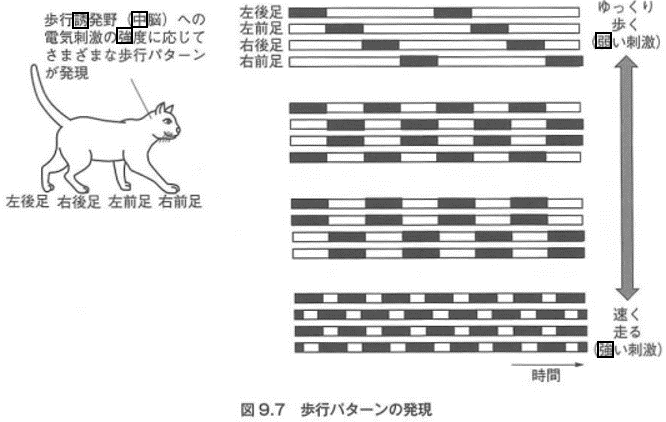 歩行誘発野（中脳）への
電気刺激の強度に応じて
さまざまな歩行パターン
が発現
左後足 右後足 左前足 右前足
左後足
左前足
右後足
右前足
ゆっくり
歩く
（弱い刺激）
速く
走る
（強い刺激）
時間
図9.7　歩行パターンの発現